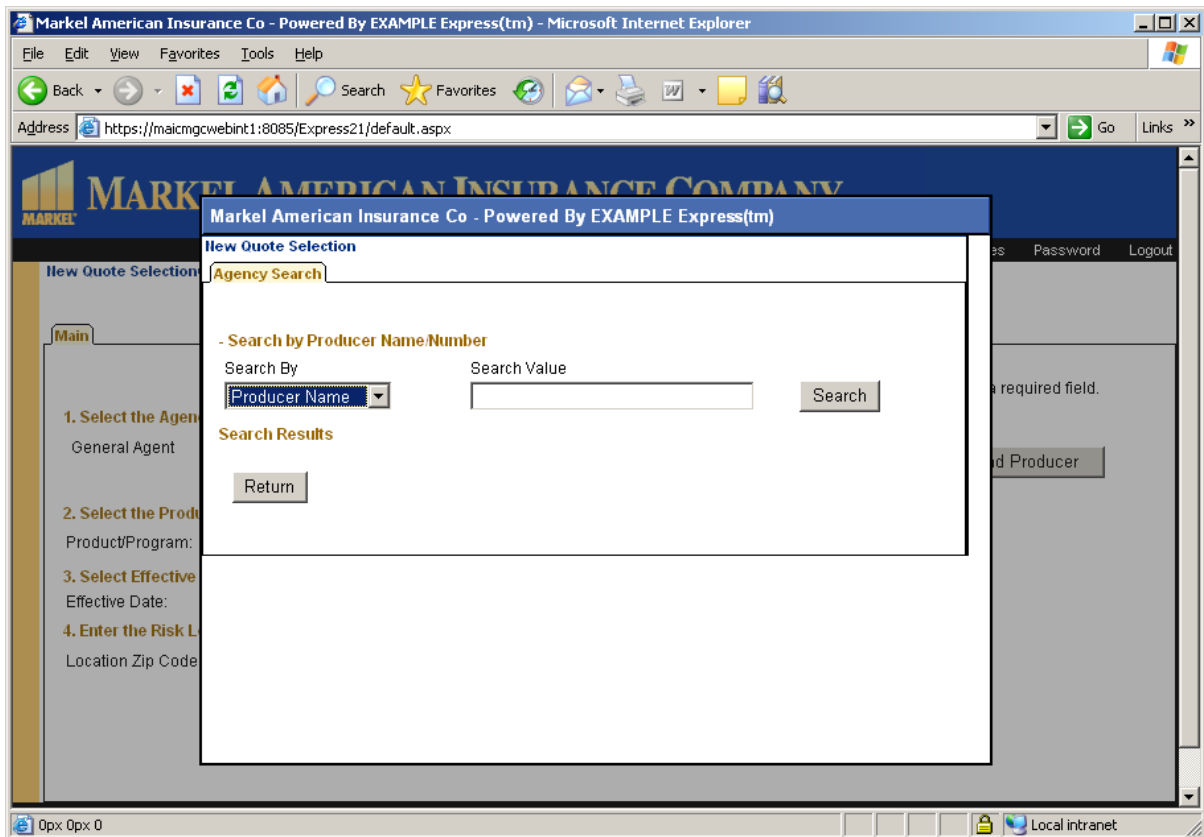 Markel American Insurance Co - Powered By EXAMPLE Express(tm) - Microsoft Internet Explorer
File Edit View Favorites Tools Help
Back Search Favorites
Address https://maicmgcwebint1:8085/Express21/default.aspx Go Links »
MARKEL
Markel American Insurance Co - Powered By EXAMPLE Express(tm)
New Quote Selection
Password Logout
New Quote Selection
Agency Search
Main
- Search by Producer Name/Number
Search By Search Value
Producer Name Search
required field.
1. Select the
Search Results
General Agent
Producer
Return
2. Select the
Product/Program:
3. Select Effective
Effective Date:
4. Enter the Risk
Location Zip Code
0px 0px 0 Local intranet